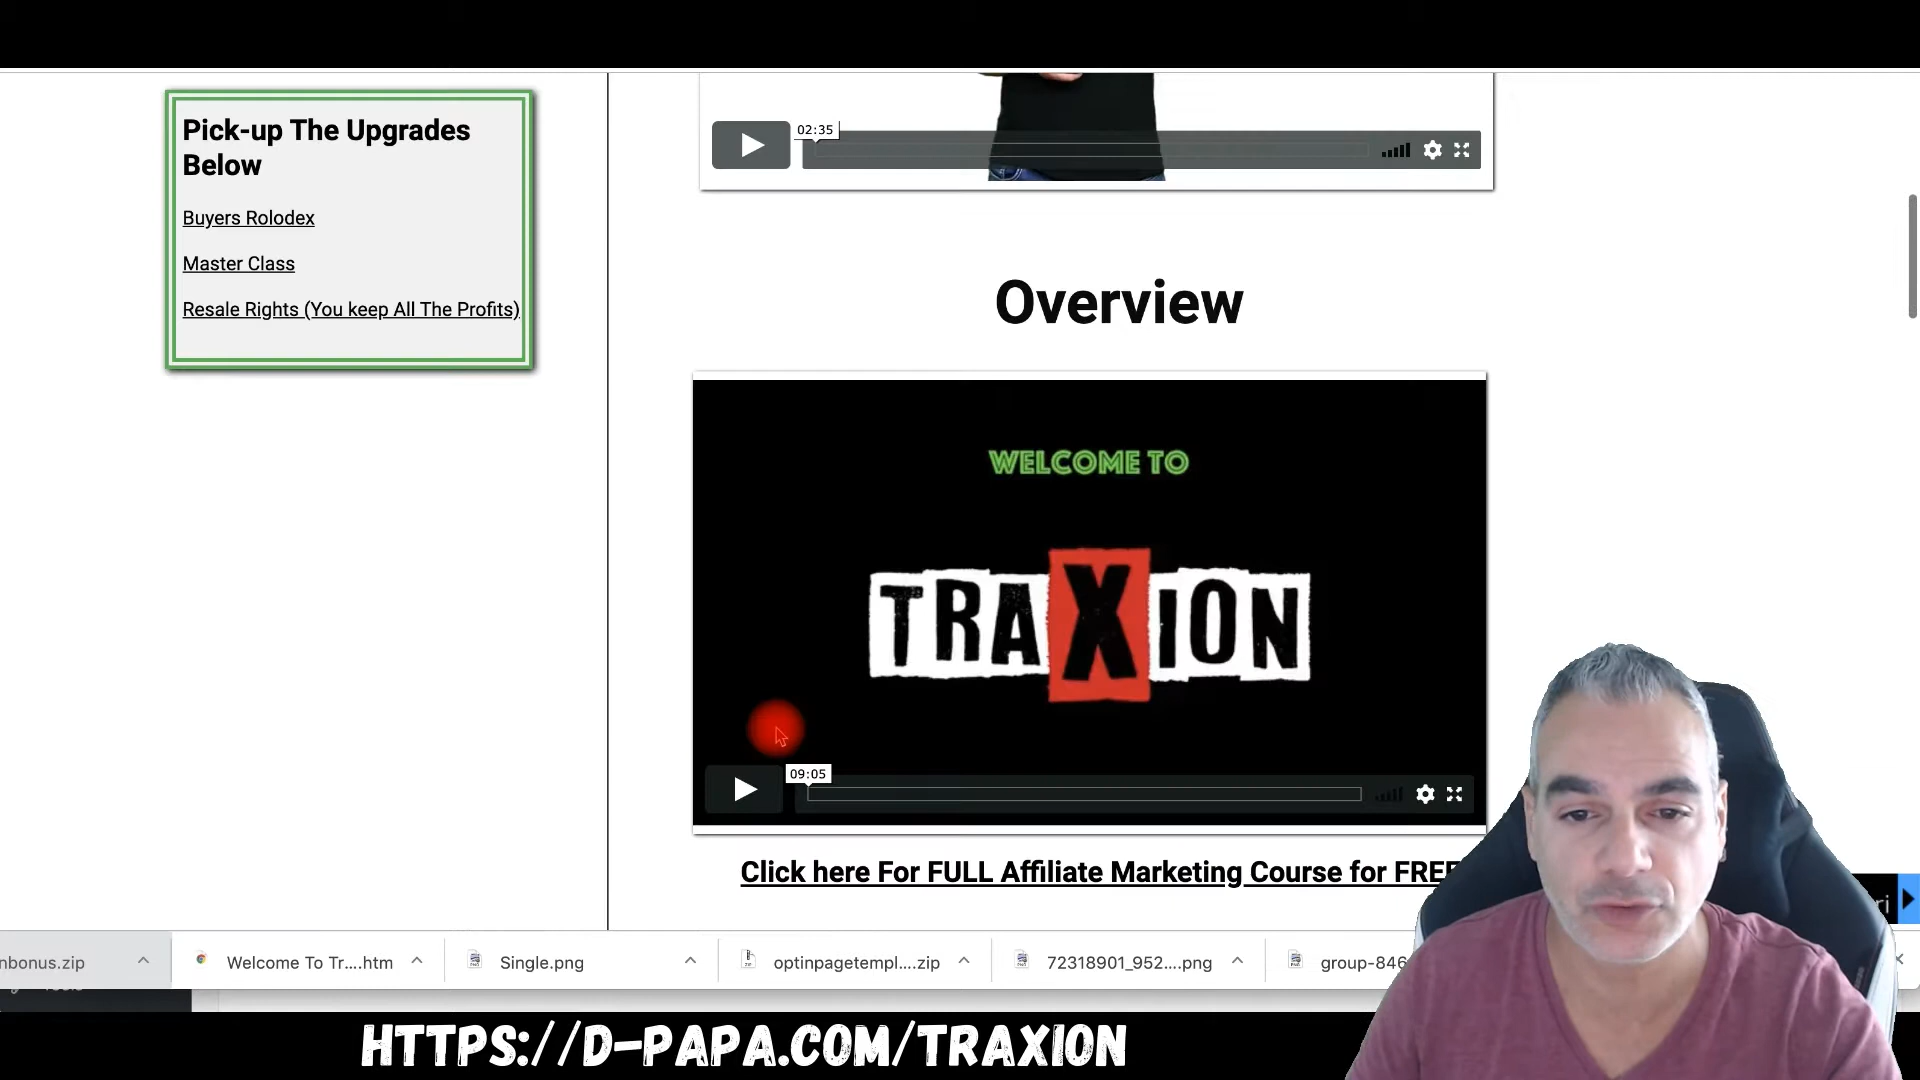 Pick-up The Upgrades
Below
Buyers Rolodex
Master Class
Resale Rights (You keep All The Profits)
02:35
Overview
WELCOME TO
TRAXION
09:05
Click here For FULL Affiliate Marketing Course for FREE
nbonus.zip
Welcome To Tr....htm
Single.png
optinpagetempl....zip
72318901_952....png
group-846
HTTPS://D-PAPA.COM/TRAXION